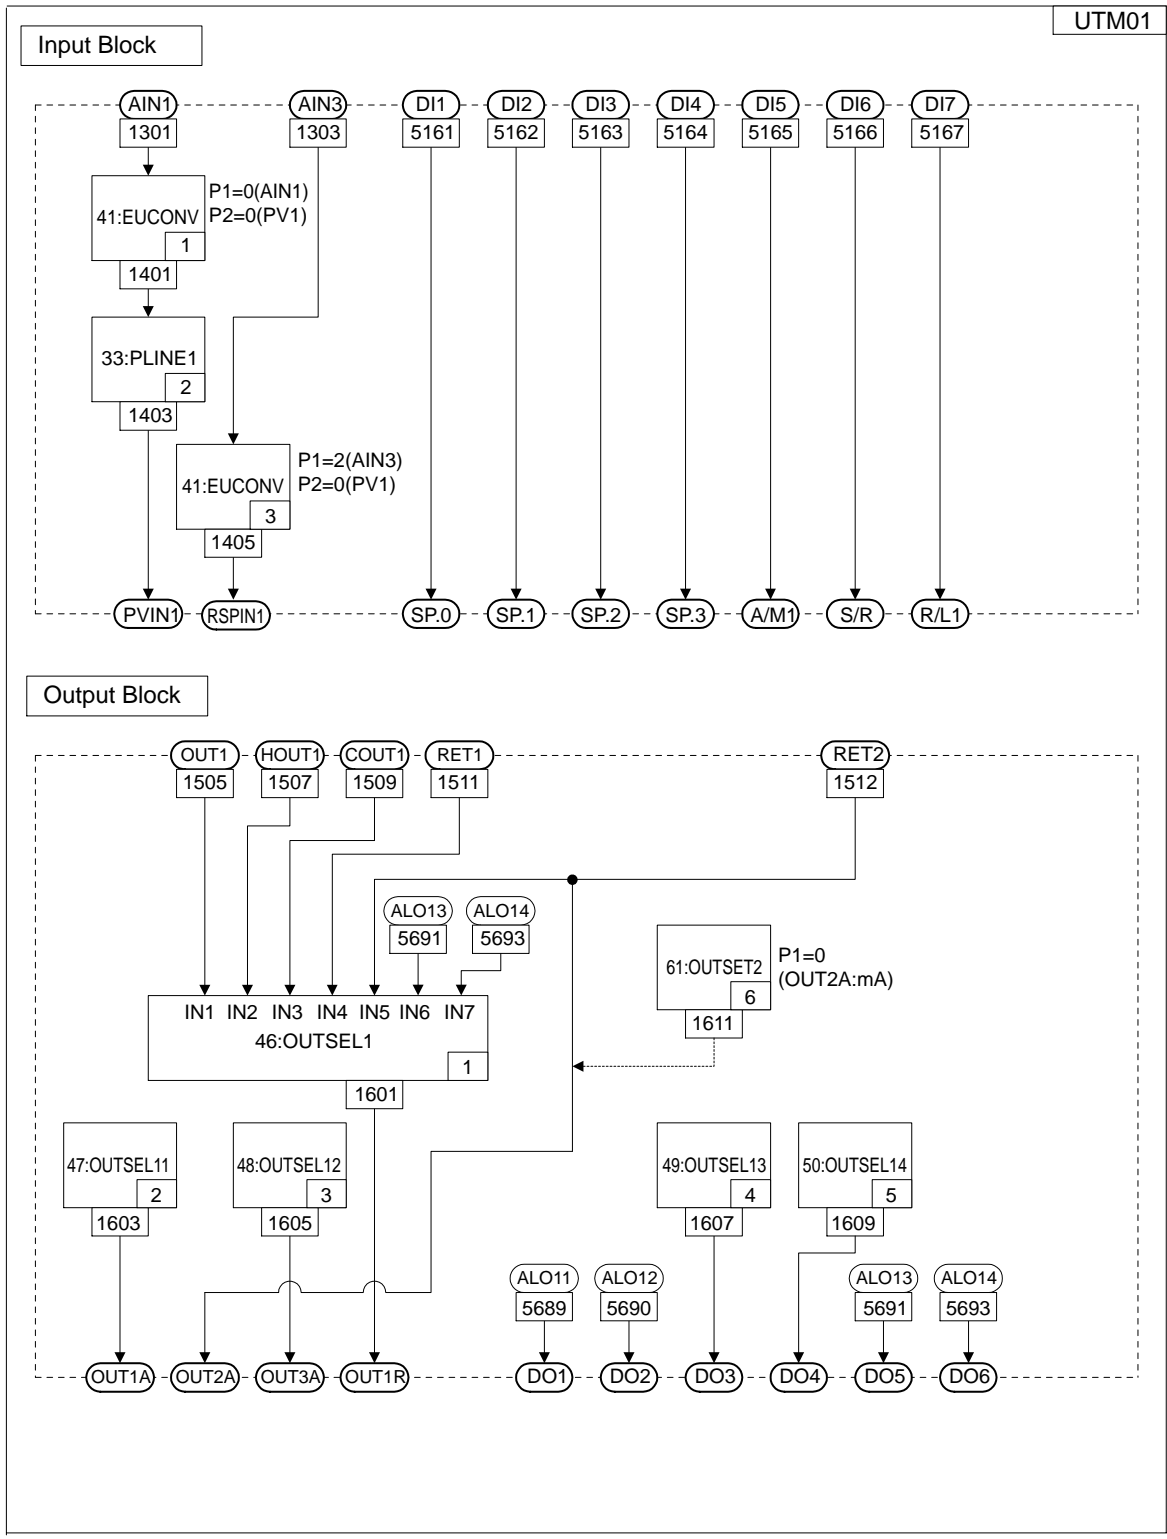 UTM01
Input Block
AIN1 AIN3 DI1 DI2 DI3 DI4 DI5 DI6 DI7
1301 1303 5161 5162 5163 5164 5165 5166 5167
P1=0(AIN1)
41:EUCONV P2=0(PV1)
1
1401
33:PLINE1
2
1403
P1=2(AIN3)
41:EUCONV P2=0(PV1)
3
1405
PVIN1 RSPIN1 SP.0 SP.1 SP.2 SP.3 A/M1 S/R R/L1
Output Block
OUT1 HOUT1 COUT1 RET1 RET2
1505 1507 1509 1511 1512
ALO13 ALO14
5691 5693
P1=0
61:OUTSET2 (OUT2A:mA)
6
1611
IN1 IN2 IN3 IN4 IN5 IN6 IN7
46:OUTSEL1
1
1601
47:OUTSEL11 48:OUTSEL12 49:OUTSEL13 50:OUTSEL14
2 3 4 5
1603 1605 1607 1609
ALO11 ALO12 ALO13 ALO14
5689 5690 5691 5693
OUT1A OUT2A OUT3A OUT1R DO1 DO2 DO3 DO4 DO5 DO6